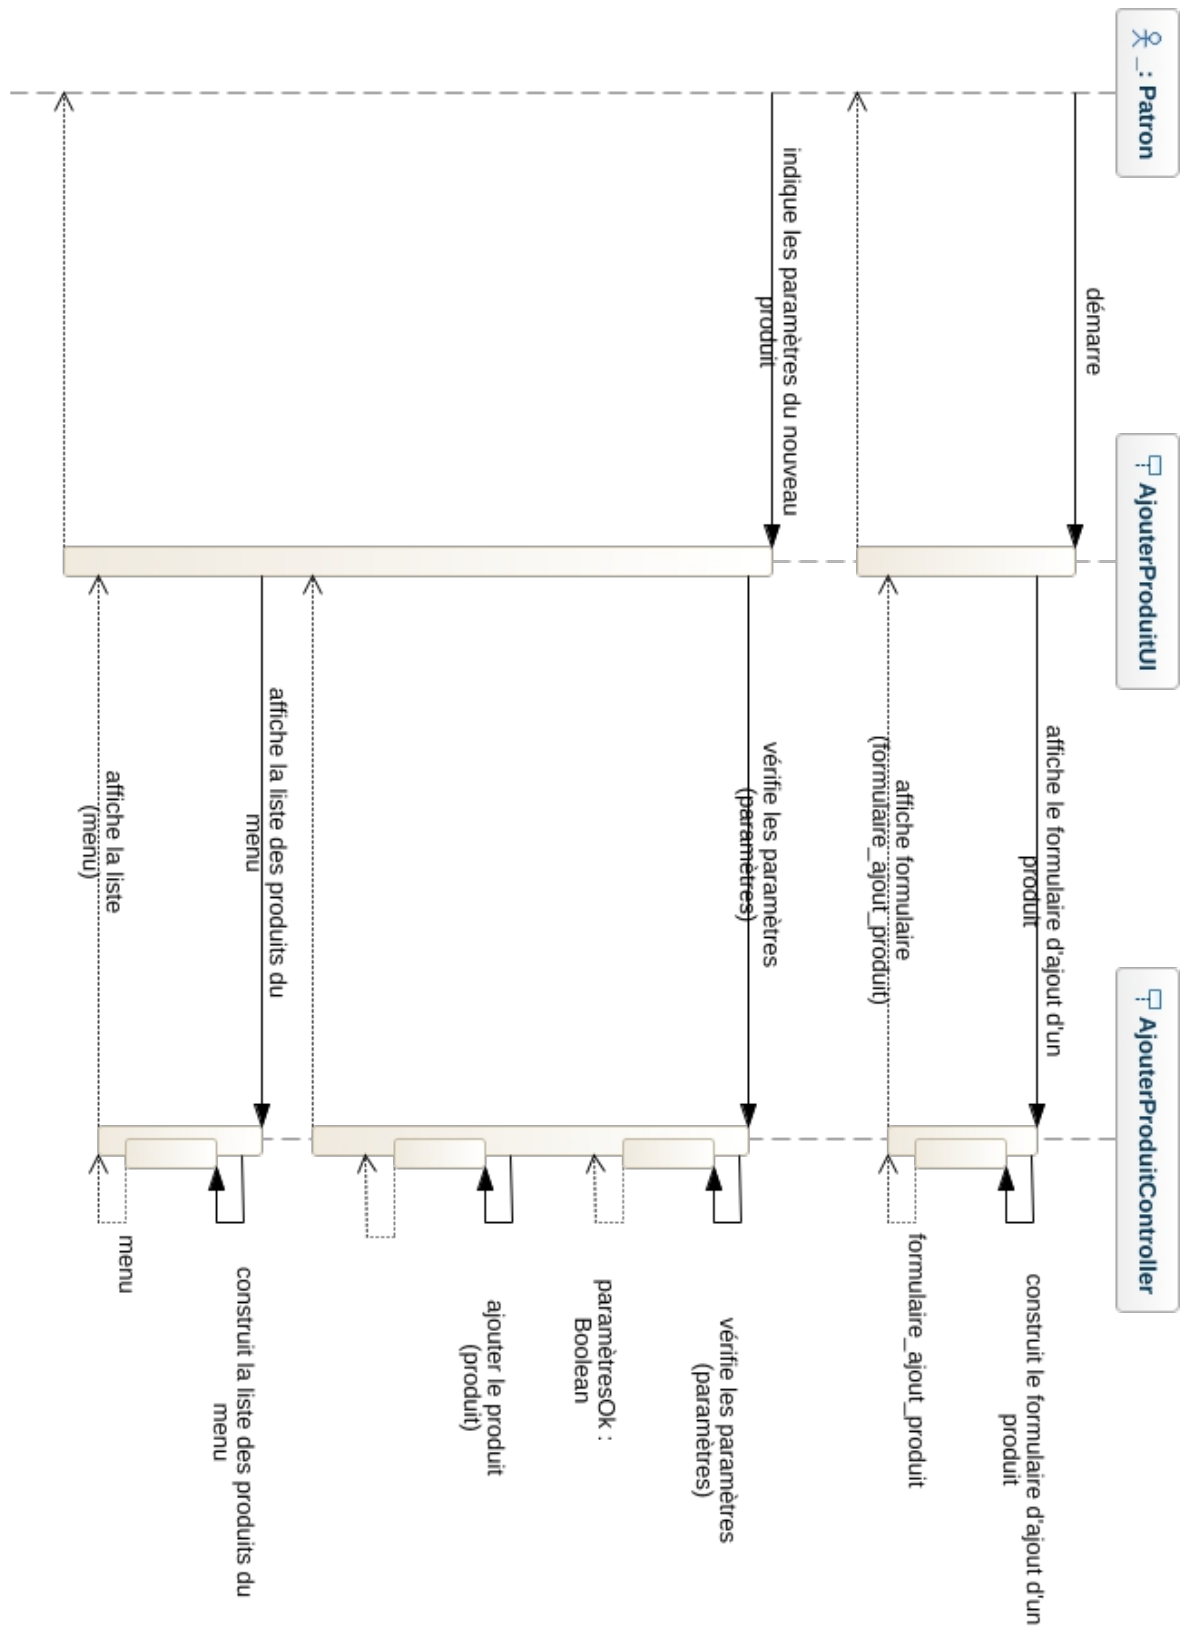 _: Patron
AjouterProduitUI
AjouterProduitController
démarre
affiche le formulaire d'ajout d'un
produit
construit le formulaire d'ajout d'un
produit
formulaire_ajout_produit
affiche formulaire
(formulaire_ajout_produit)
indique les paramètres du nouveau
produit
vérifie les paramètres
(paramètres)
vérifie les paramètres
(paramètres)
paramètresOk :
Boolean
ajouter le produit
(produit)
affiche la liste des produits du
menu
construit la liste des produits du
menu
menu
affiche la liste
(menu)